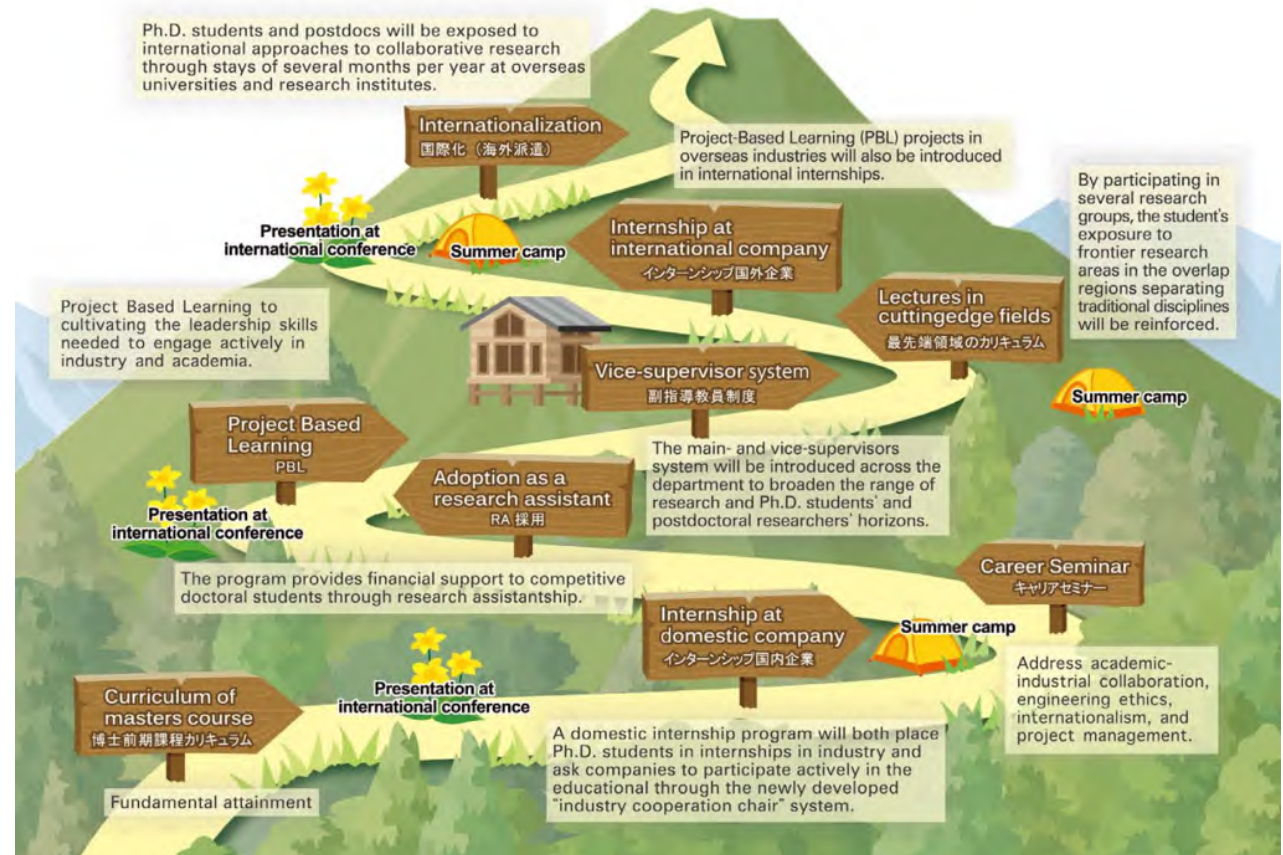 Ph.D. students and postdocs will be exposed to
international approaches to collaborative research
through stays of several months per year at overseas
universities and research institutes.
Internationalization
国際化（海外派遣）
Project-Based Learning (PBL) projects in
overseas industries will also be introduced
in international internships.
By participating in
several research
groups, the student's
exposure to
frontier research
areas in the overlap
regions separating
traditional disciplines
will be reinforced.
Presentation at
international conference
Summer camp
Internship at
international company
インターンシップ国外企業
Lectures in
cuttingedge fields
最先端領域のカリキュラム
Project Based Learning to
cultivating the leadership skills
needed to engage actively in
industry and academia.
Vice-supervisor system
副指導教員制度
Summer camp
Project Based
Learning
PBL
The main- and vice-supervisors
system will be introduced across the
department to broaden the range of
research and Ph.D. students' and
postdoctoral researchers' horizons.
Adoption as a
research assistant
RA 採用
Presentation at
international conference
The program provides financial support to competitive
doctoral students through research assistantship.
Career Seminar
キャリアセミナー
Internship at
domestic company
インターンシップ国内企業
Summer camp
Address academic-
industrial collaboration,
engineering ethics,
internationalism, and
project management.
Curriculum of
masters course
博士前期課程カリキュラム
Presentation at
international conference
A domestic internship program will both place
Ph.D. students in internships in industry and
ask companies to participate actively in the
educational through the newly developed
"industry cooperation chair" system.
Fundamental attainment